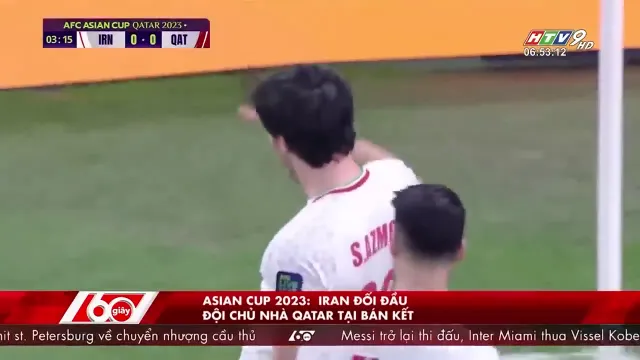 AFC ASIAN CUP QATAR 2023
03:15 IRN 0 0 QAT
HTV9 HD
06:53:12
S.AZMO
60 giây
ASIAN CUP 2023: IRAN ĐỐI ĐẦU
ĐỘI CHỦ NHÀ QATAR TẠI BÁN KẾT
nit st. Petersburg về chuyển nhượng cầu thủ Messi trở lại thi đấu, Inter Miami thua Vissel Kobe